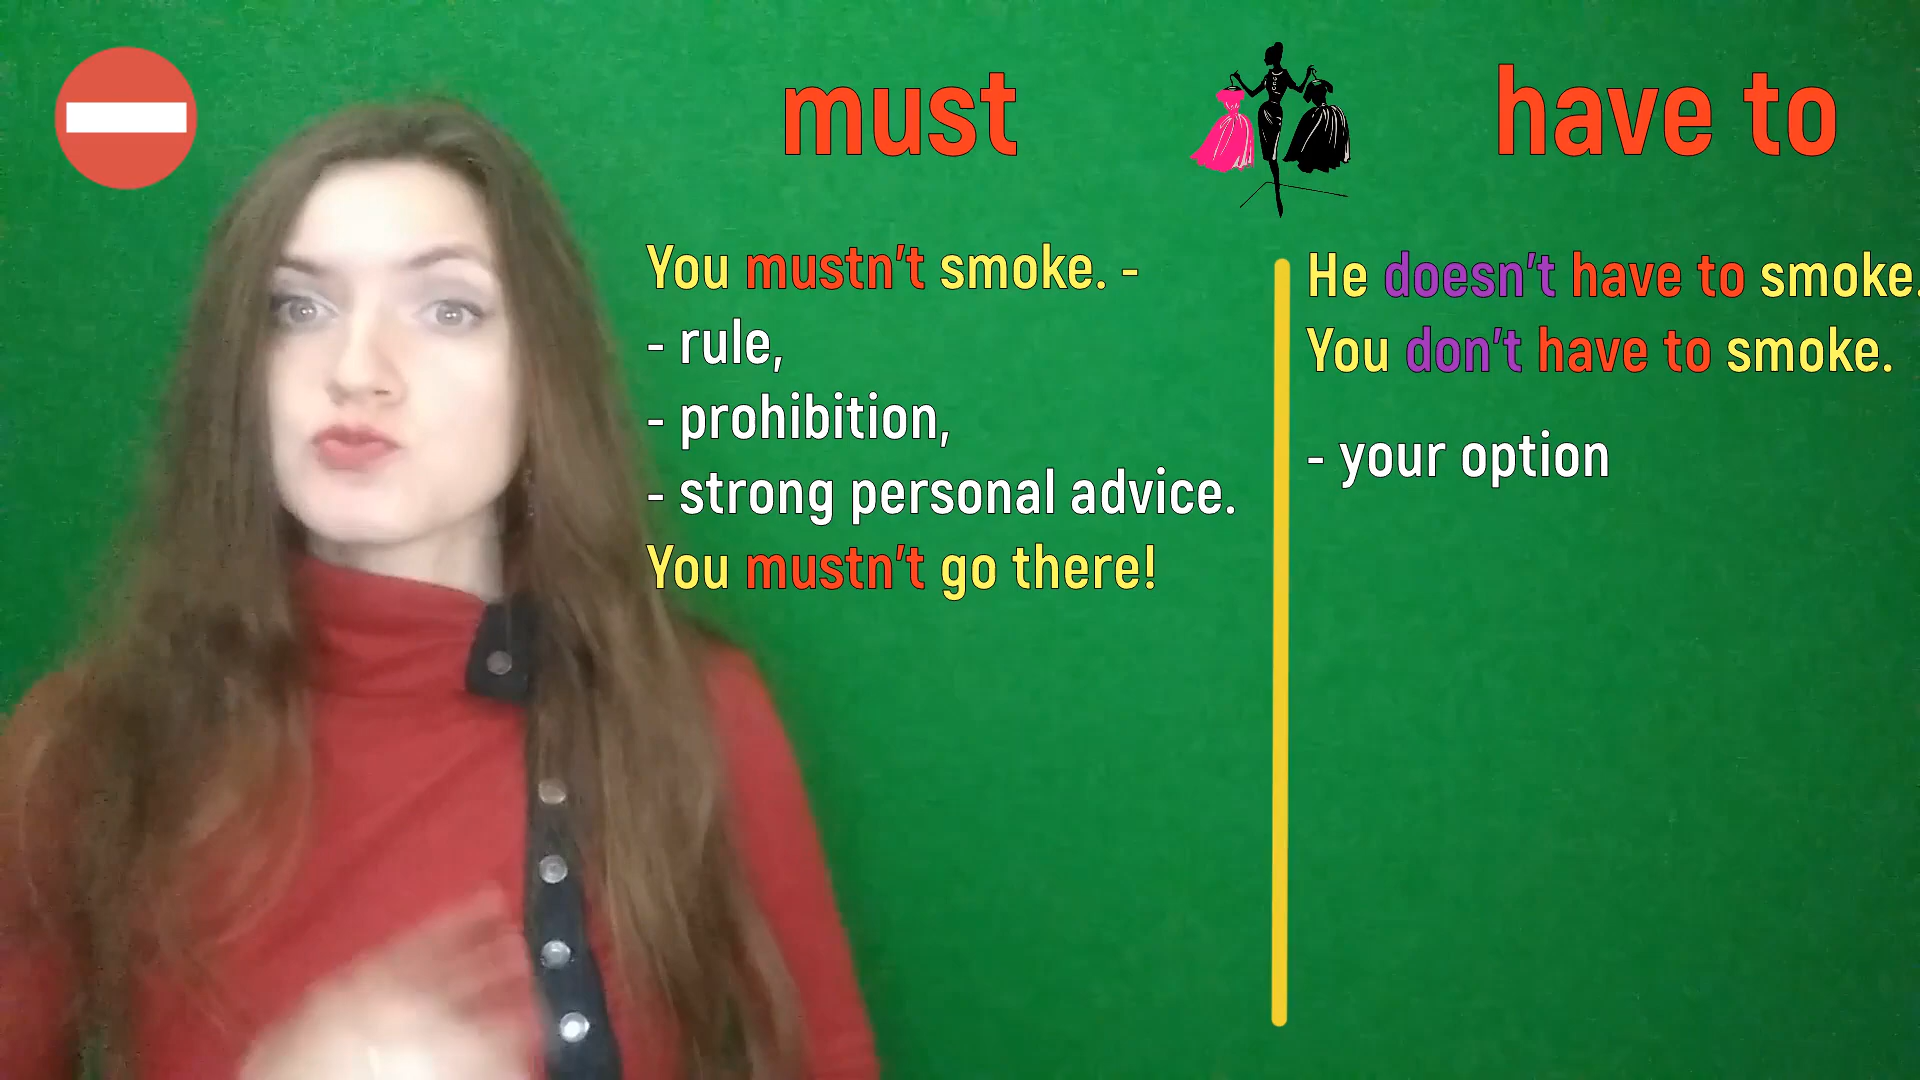 must
have to
You mustn't smoke. -
- rule,
- prohibition,
- strong personal advice.
You mustn't go there!
He doesn't have to smoke.
You don't have to smoke.
- your option